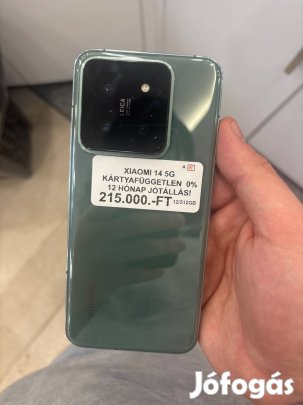 LEICA
XIAOMI 14 5G
KÁRTYAFÜGGETLEN 0%
12 HÓNAP JÓTÁLLÁS!
215.000.-FT 12/512GB
Jófogás